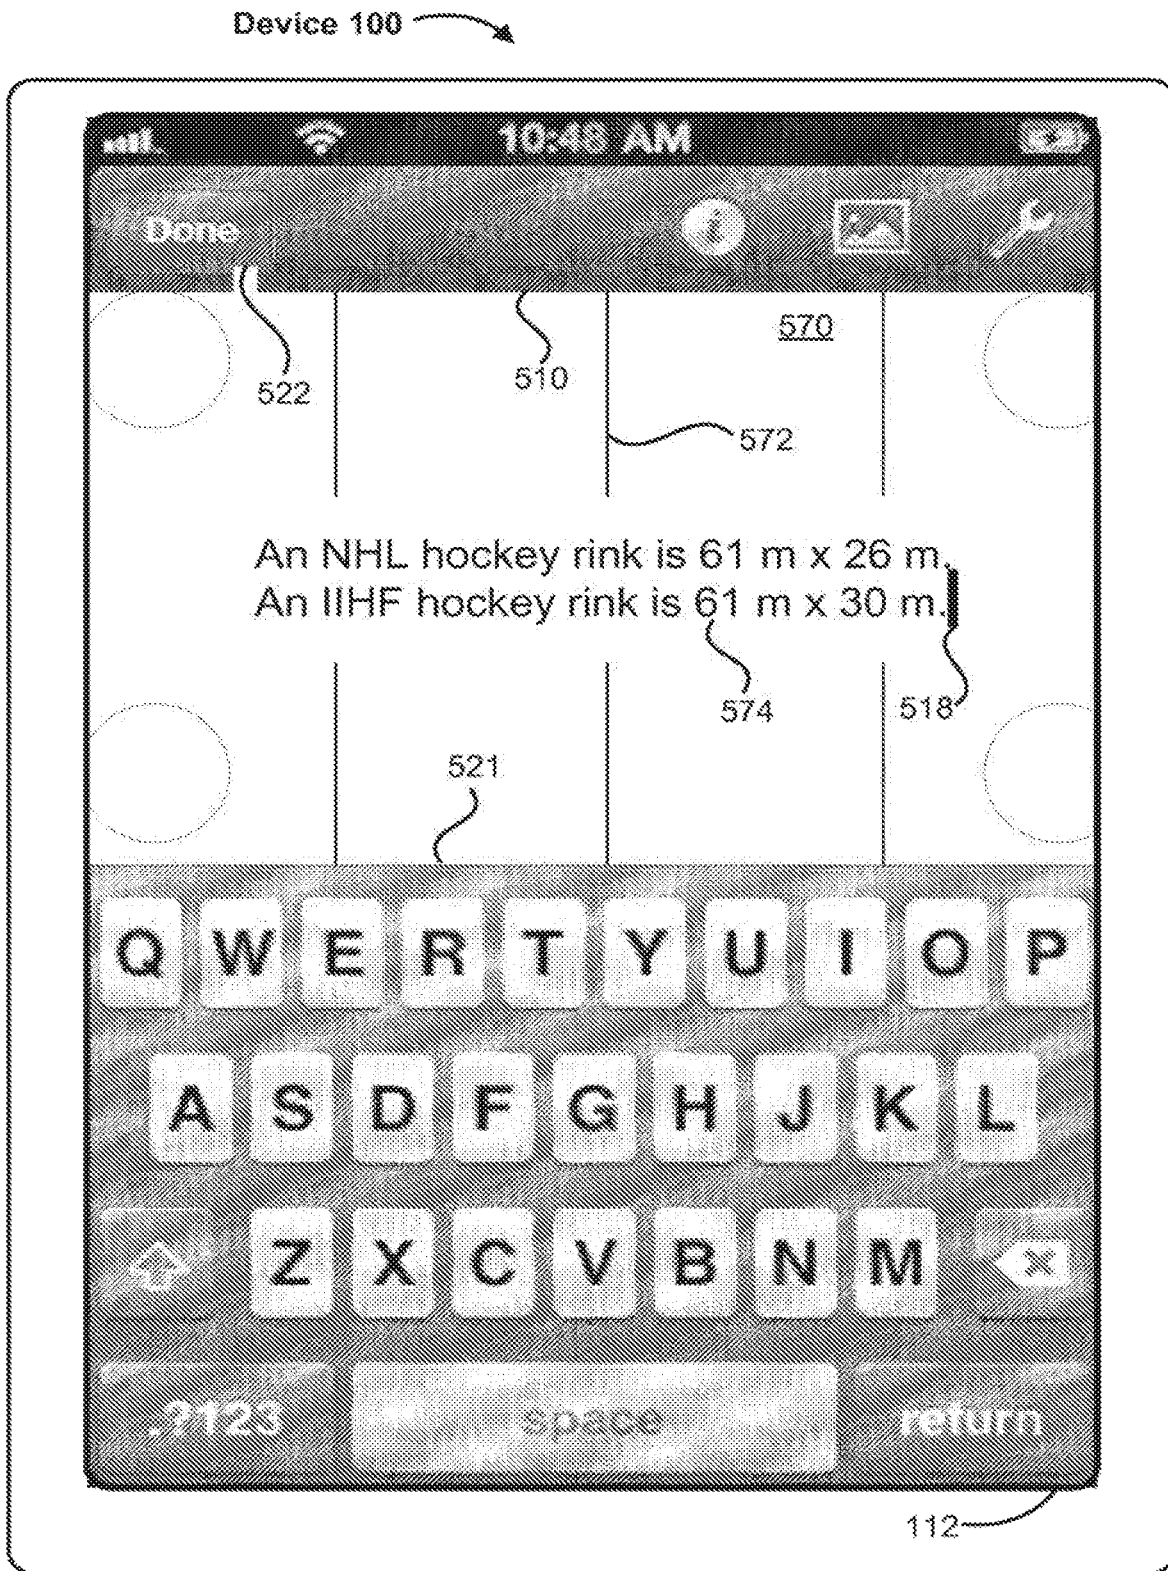 Device 100
10:48 AM
Done
570
522
510
572
An NHL hockey rink is 61 m x 26 m.
An IIHF hockey rink is 61 m x 30 m.
574
518
521
Q W E R T Y U I O P
A S D F G H J K L
Z X C V B N M
.?123
space
return
112